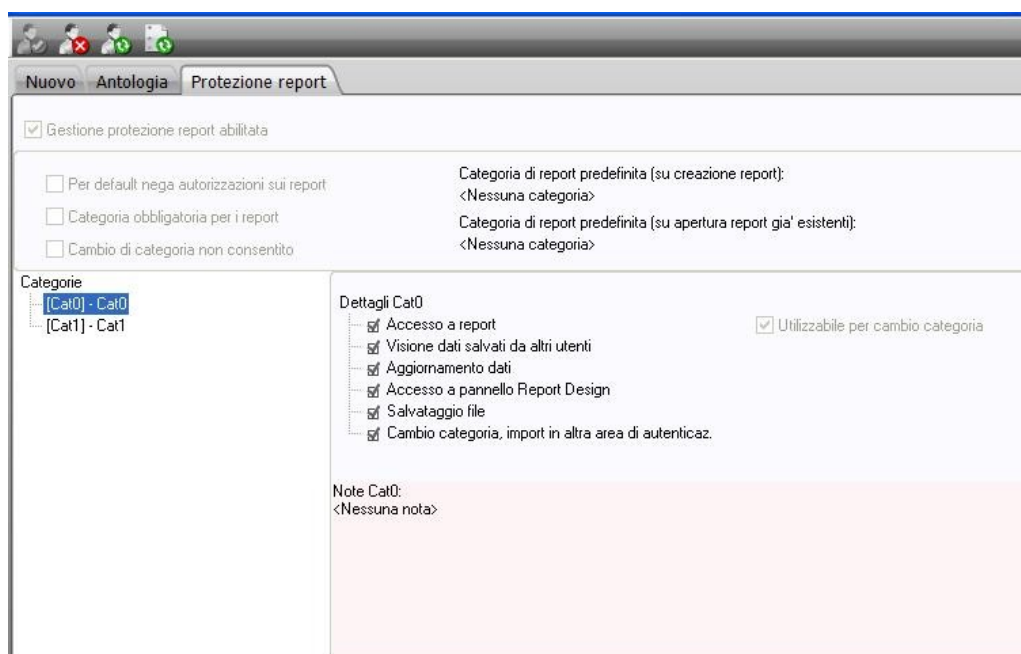 Nuovo Antologia Protezione report
Gestione protezione report abilitata
Per default nega autorizzazioni sui report
Categoria obbligatoria per i report
Cambio di categoria non consentito
Categoria di report predefinita (su creazione report):
<Nessuna categoria>
Categoria di report predefinita (su apertura report gia' esistenti):
<Nessuna categoria>
Categorie
[Cat0] - Cat0
[Cat1] - Cat1
Dettagli Cat0
Accesso a report
Visione dati salvati da altri utenti
Aggiornamento dati
Accesso a pannello Report Design
Salvataggio file
Cambio categoria, import in altra area di autenticaz.
Utilizzabile per cambio categoria
Note Cat0:
<Nessuna nota>